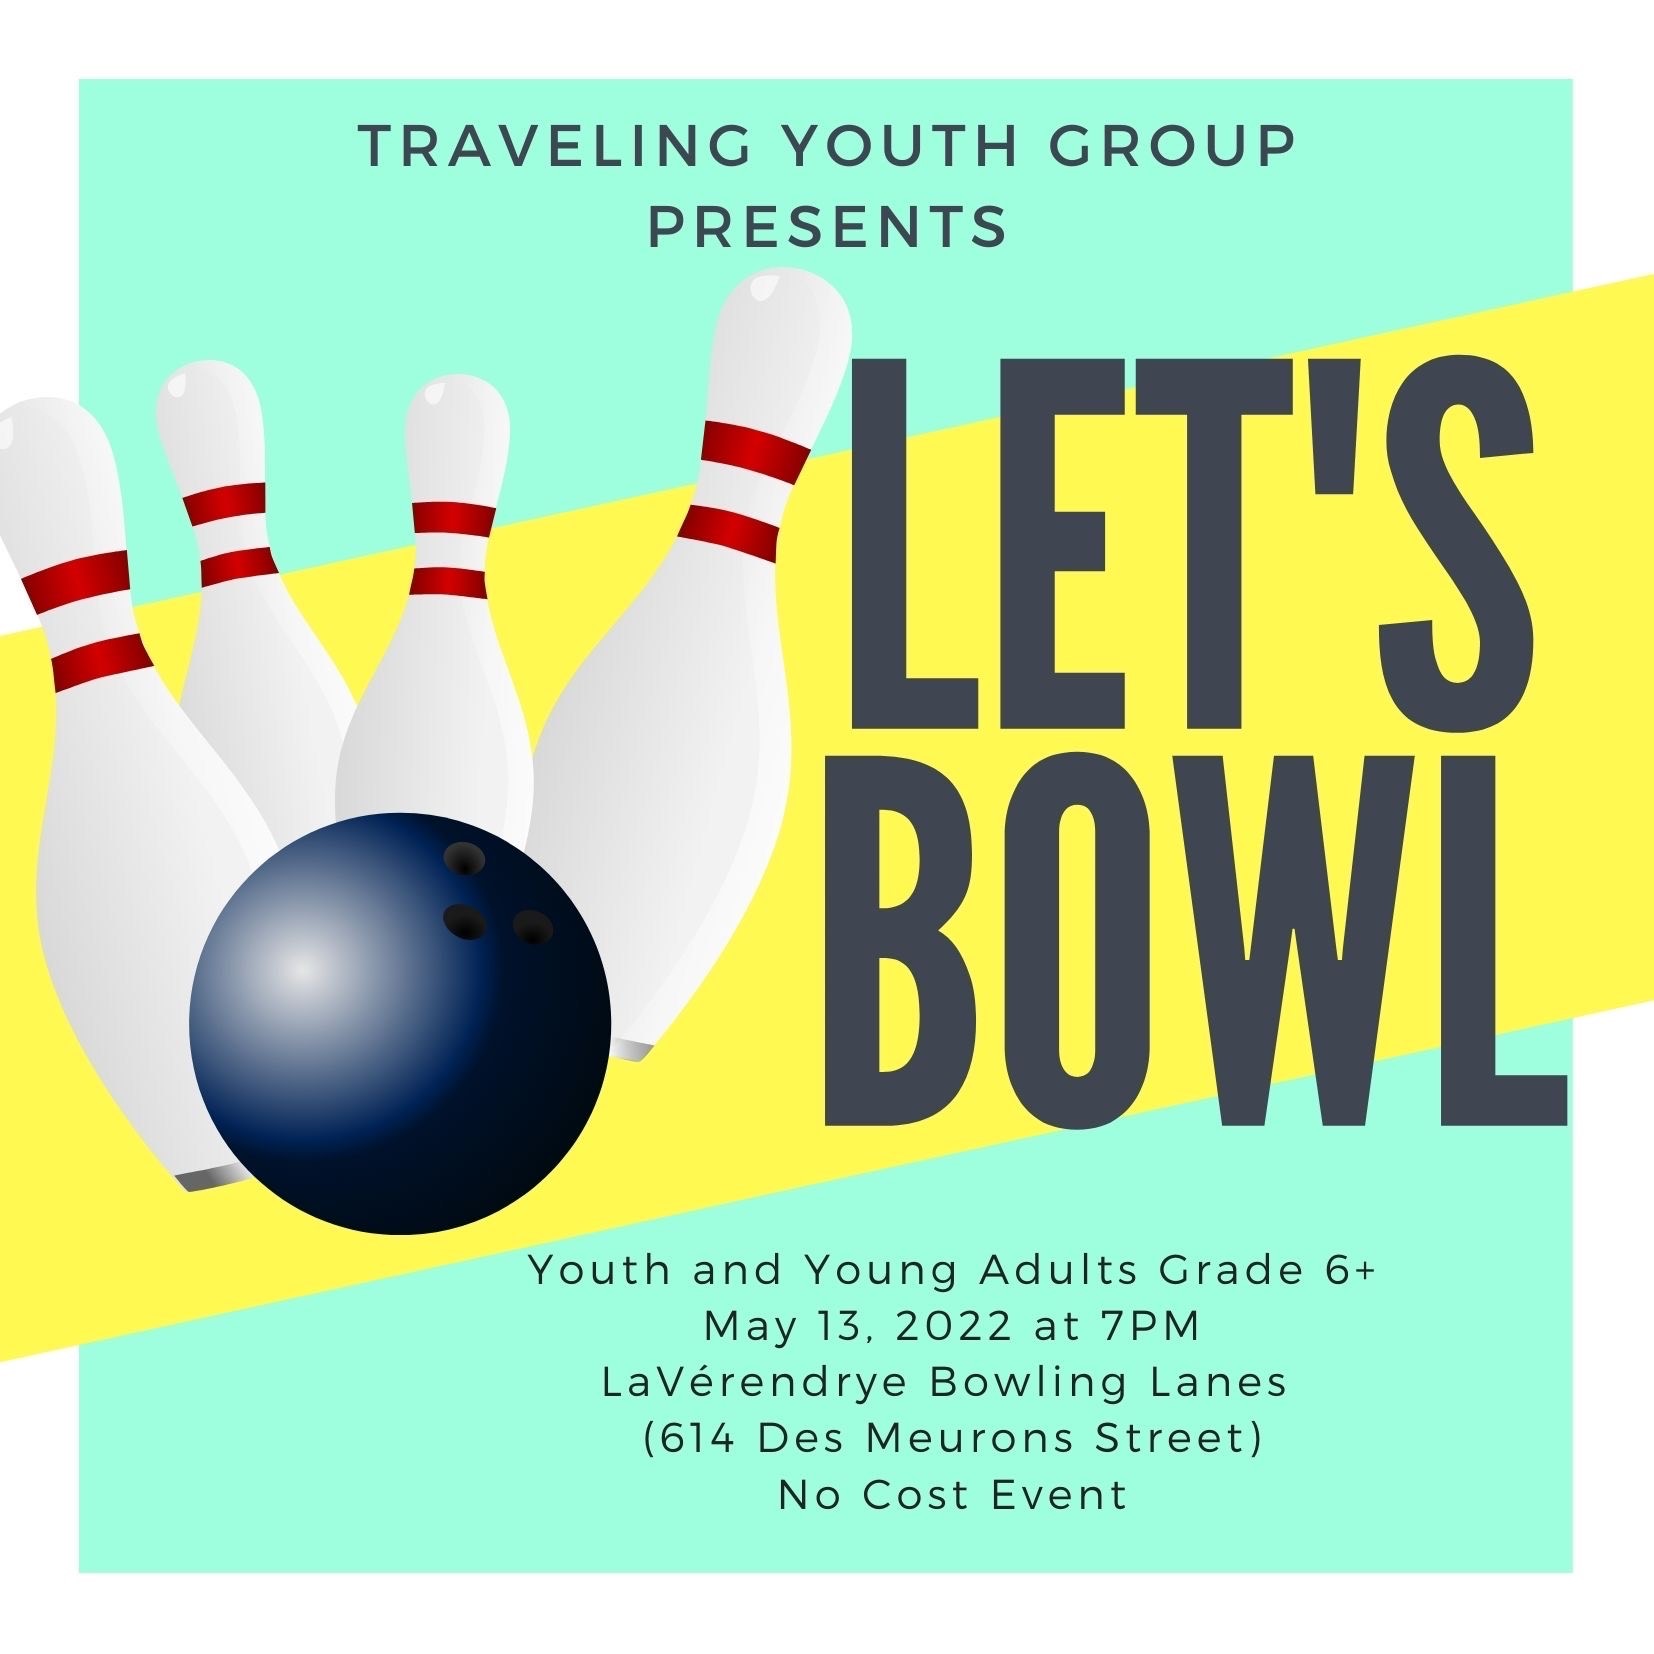 TRAVELING YOUTH GROUP
PRESENTS
LET'S
BOWL
Youth and Young Adults Grade 6+
May 13, 2022 at 7PM
LaVérendrye Bowling Lanes
(614 Des Meurons Street)
No Cost Event